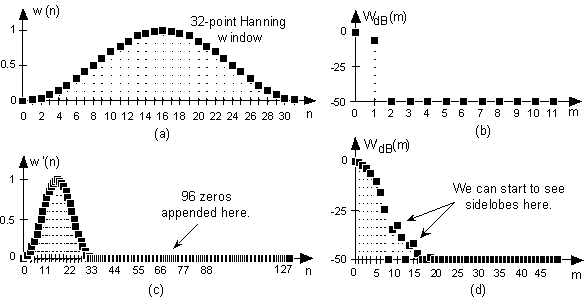 w(n)
1
0.5
0
32-point Hanning
window
0 2 4 6 8 10 12 14 16 18 20 22 24 26 28 30 n
(a)
WdB(m)
0
-25
-50
0 1 2 3 4 5 6 7 8 9 10 11 m
(b)
w'(n)
1
0.5
0
96 zeros
appended here.
0 11 22 33 44 55 66 77 88 127 n
(c)
WdB(m)
0
-25
-50
We can start to see
sidelobes here.
0 5 10 15 20 25 30 35 40 45 m
(d)